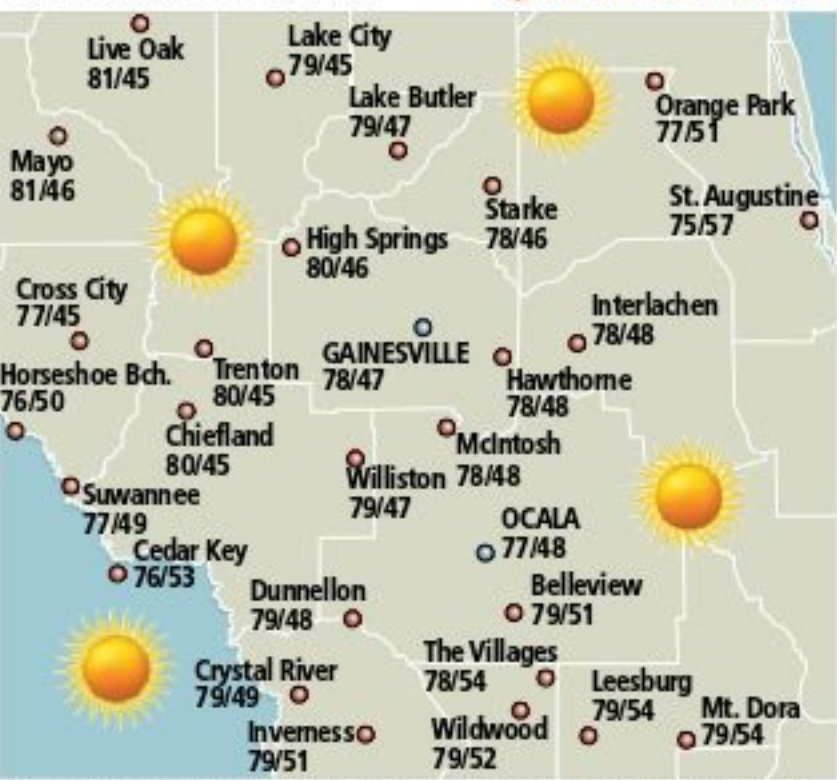 Live Oak
81/45
Lake City
79/45
Lake Butler
79/47
Orange Park
77/51
Mayo
81/46
Starke
78/46
St. Augustine
75/57
High Springs
80/46
Cross City
77/45
Interlachen
78/48
GAINESVILLE
78/47
Trenton
80/45
Hawthorne
78/48
Horseshoe Bch.
76/50
Chiefland
80/45
McIntosh
78/48
Williston
79/47
Suwannee
77/49
OCALA
77/48
Cedar Key
76/53
Dunnellon
79/48
Belleview
79/51
The Villages
78/54
Crystal River
79/49
Leesburg
79/54
Mt. Dora
79/54
Inverness
79/51
Wildwood
79/52